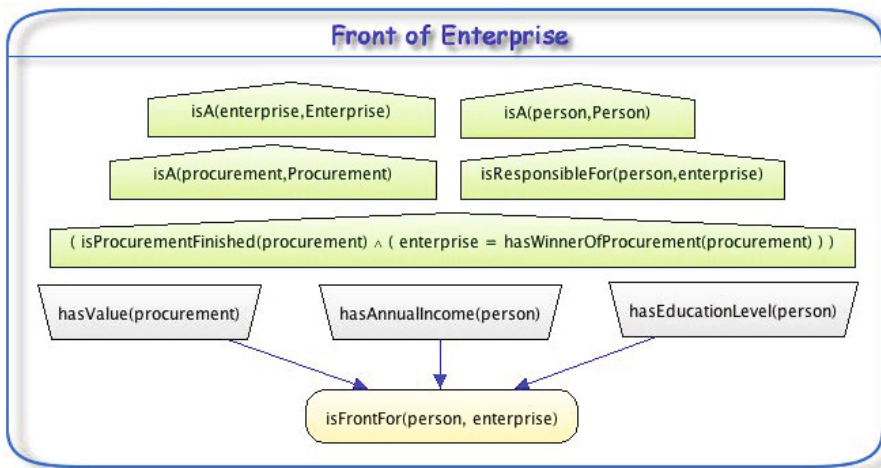 Front of Enterprise
isA(enterprise,Enterprise)
isA(person,Person)
isA(procurement,Procurement)
isResponsibleFor(person,enterprise)
( isProcurementFinished(procurement) ∧ ( enterprise = hasWinnerOfProcurement(procurement) ) )
hasValue(procurement)
hasAnnualIncome(person)
hasEducationLevel(person)
isFrontFor(person, enterprise)